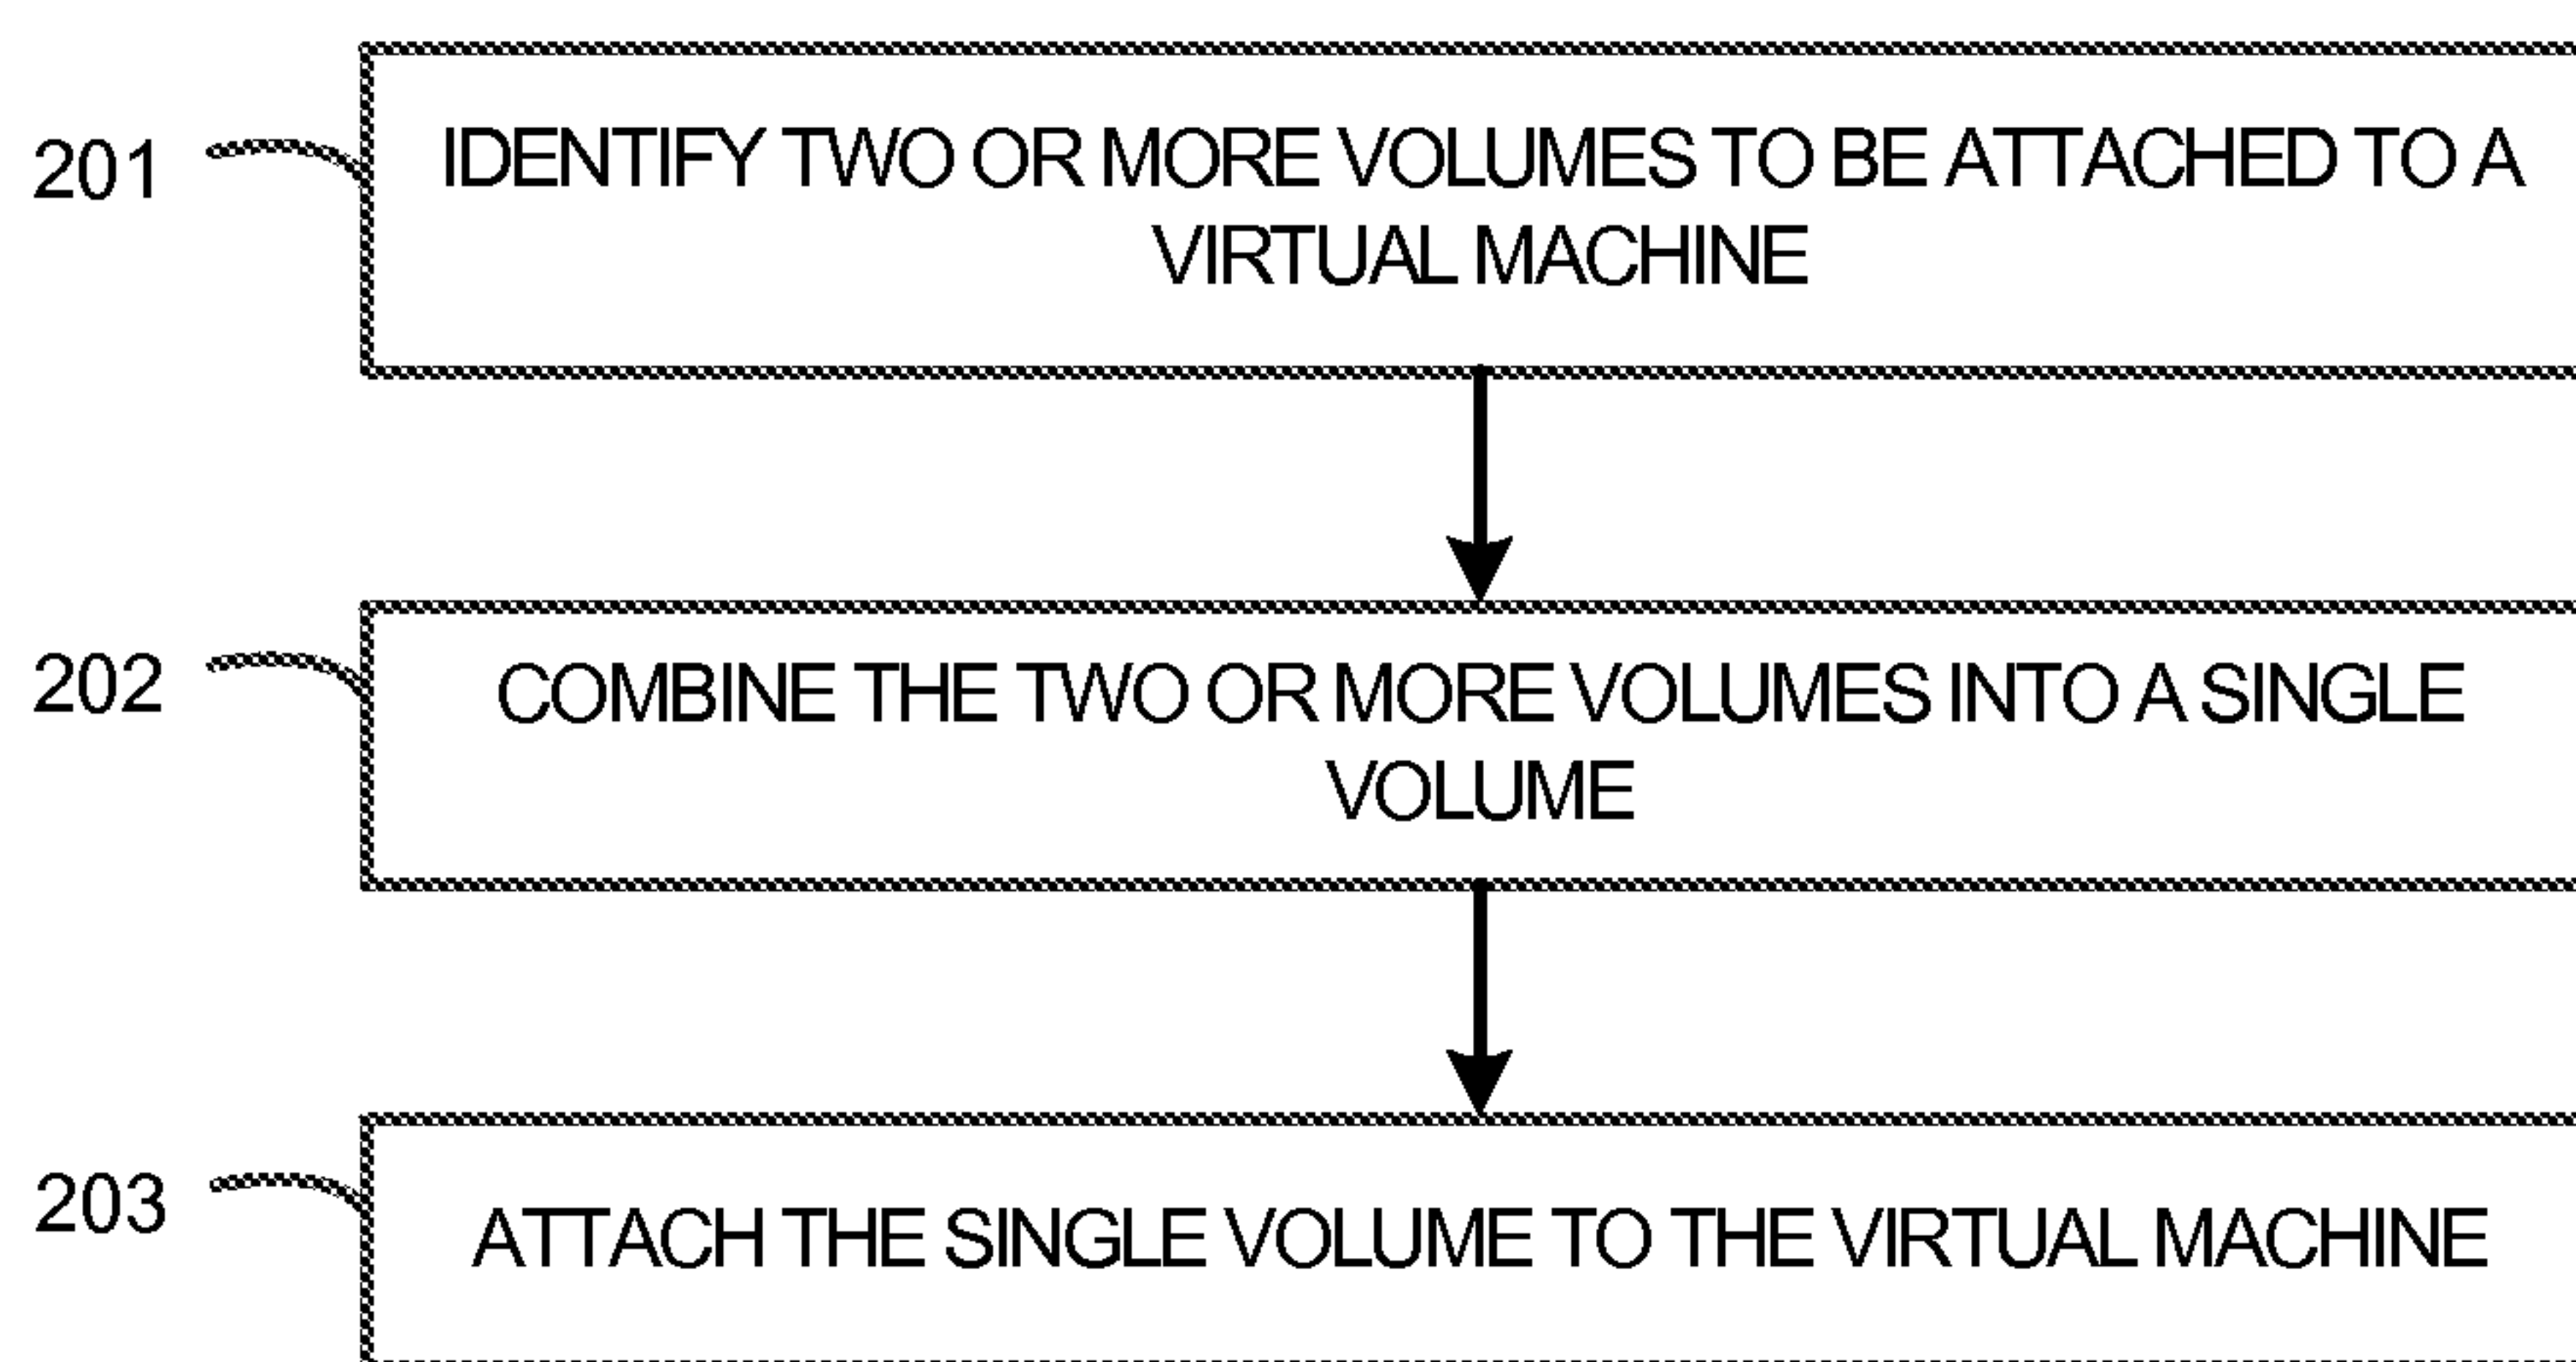 201
IDENTIFY TWO OR MORE VOLUMES TO BE ATTACHED TO A
VIRTUAL MACHINE
202
COMBINE THE TWO OR MORE VOLUMES INTO A SINGLE
VOLUME
203
ATTACH THE SINGLE VOLUME TO THE VIRTUAL MACHINE